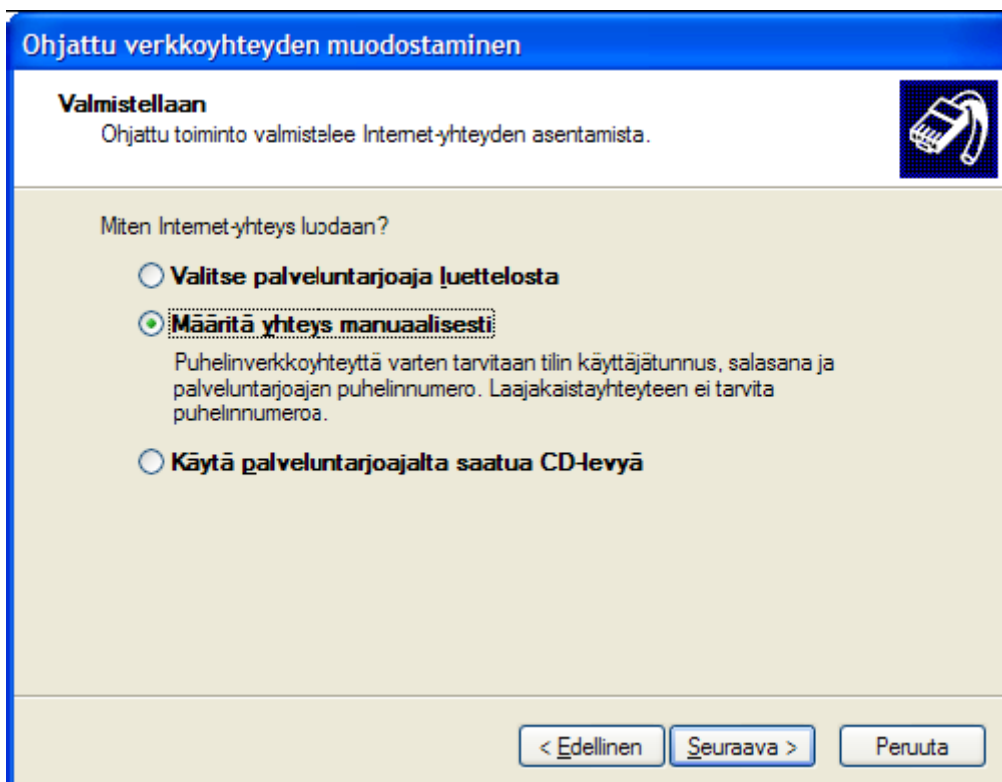 Ohjattu verkkoyhteyden muodostaminen
Valmistellaan
Ohjattu toiminto valmistelee Internet-yhteyden asentamista.
Miten Internet-yhteys luodaan?
Valitse palveluntarjoaja luettelosta
Määritä yhteys manuaalisesti
Puhelinverkkoyhteyttä varten tarvitaan tilin käyttäjätunnus, salasana ja
palveluntarjoajan puhelinnumero. Laajakaistayhteyteen ei tarvita
puhelinnumeroa.
Käytä palveluntarjoajalta saatua CD-levyä
< Edellinen
Seuraava >
Peruuta